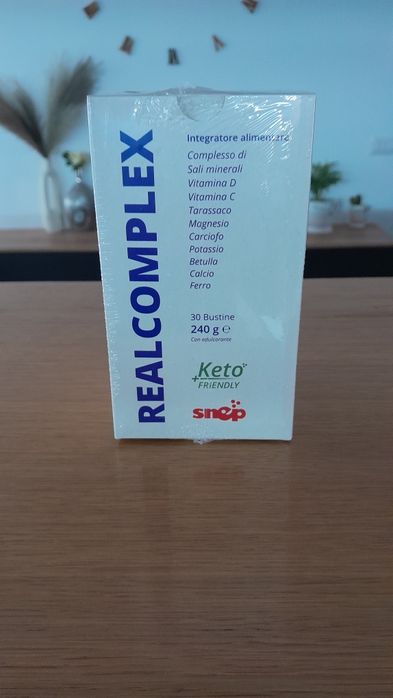 REALCOMPLEX
Integratore alimentare
Complesso di
Sali minerali
Vitamina D
Vitamina C
Tarassaco
Magnesio
Carciofo
Potassio
Betulla
Calcio
Ferro
30 Bustine
240 g ℮
Con edulcorante
Keto
+FRIENDLY
snep